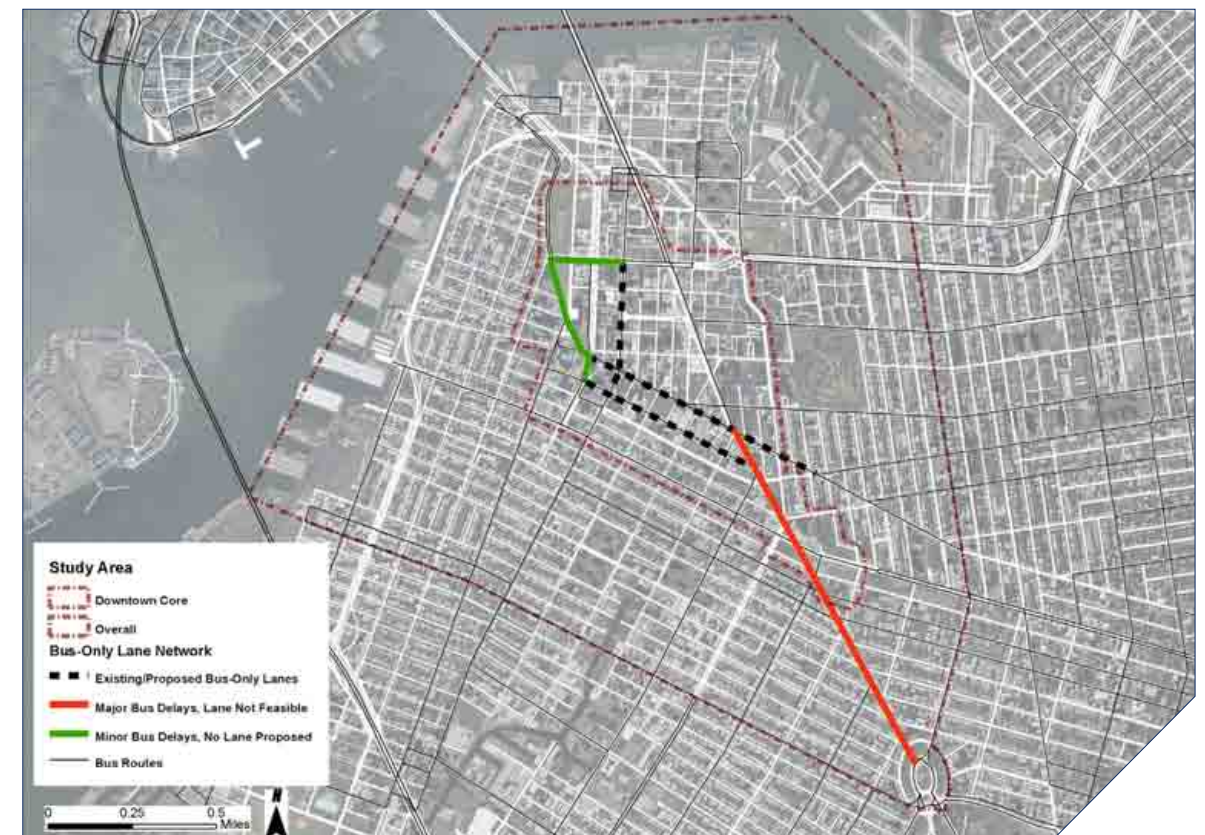 Study Area
Downtown Core
Overall
Bus-Only Lane Network
Existing/Proposed Bus-Only Lanes
Major Bus Delays, Lane Not Feasible
Minor Bus Delays, No Lane Proposed
Bus Routes
0 0.25 0.5
Miles
N